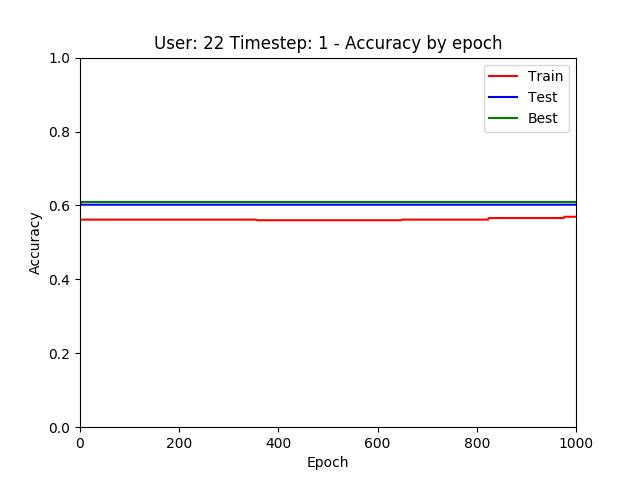 User: 22 Timestep: 1 - Accuracy by epoch
1.0
0.8
0.6
0.4
0.2
0.0
Accuracy
Train
Test
Best
0 200 400 600 800 1000
Epoch